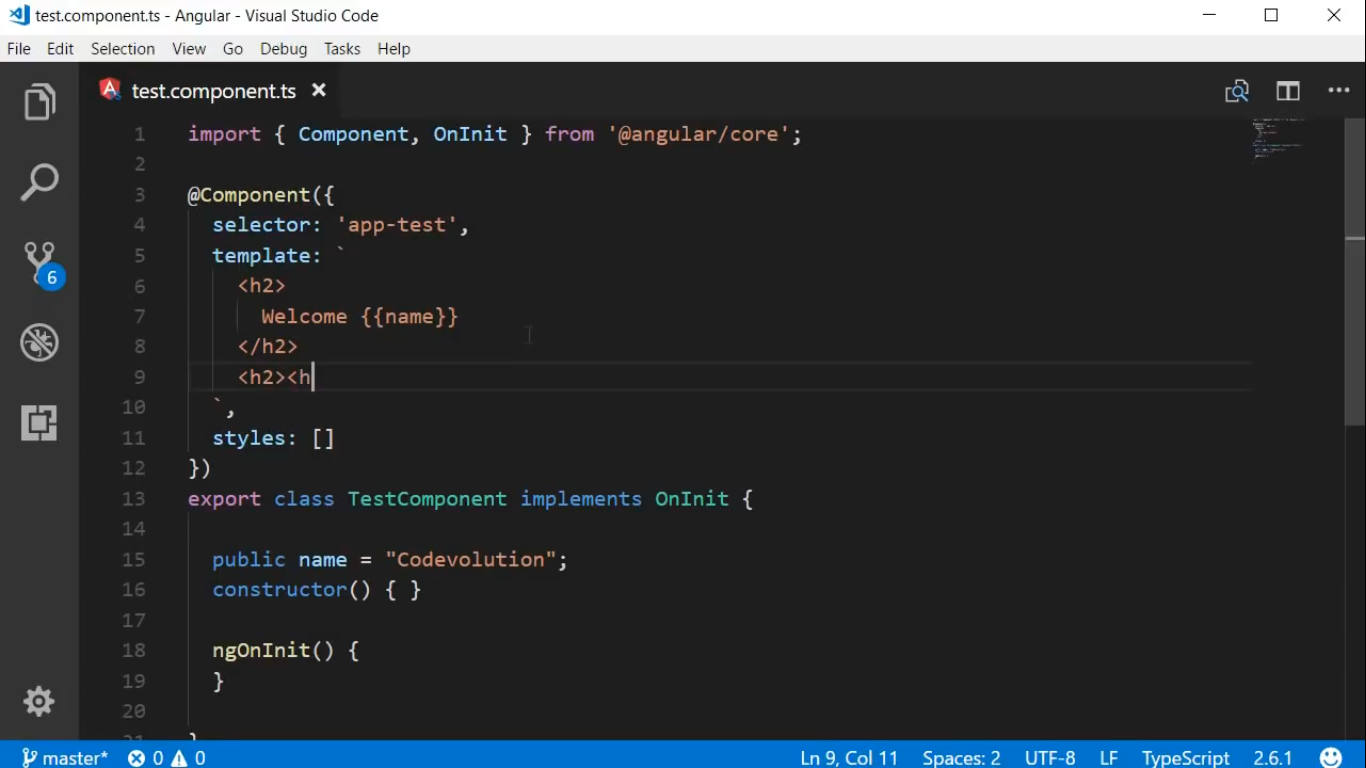 test.component.ts - Angular - Visual Studio Code
File Edit Selection View Go Debug Tasks Help
test.component.ts
1 import { Component, OnInit } from '@angular/core';
2
3 @Component({
4 selector: 'app-test',
5 template: `
6 <h2>
7 Welcome {{name}}
8 </h2>
9 <h2><h
10 `,
11 styles: []
12 })
13 export class TestComponent implements OnInit {
14
15 public name = "Codevolution";
16 constructor() { }
17
18 ngOnInit() {
19 }
20
6
master* 0 0 Ln 9, Col 11 Spaces: 2 UTF-8 LF TypeScript 2.6.1